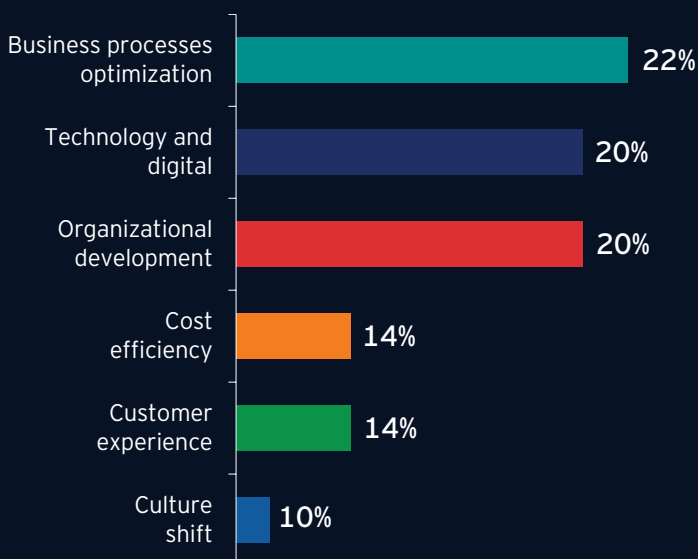 Business processes
optimization
22%
Technology and
digital
20%
Organizational
development
20%
Cost
efficiency
14%
Customer
experience
14%
Culture
shift
10%